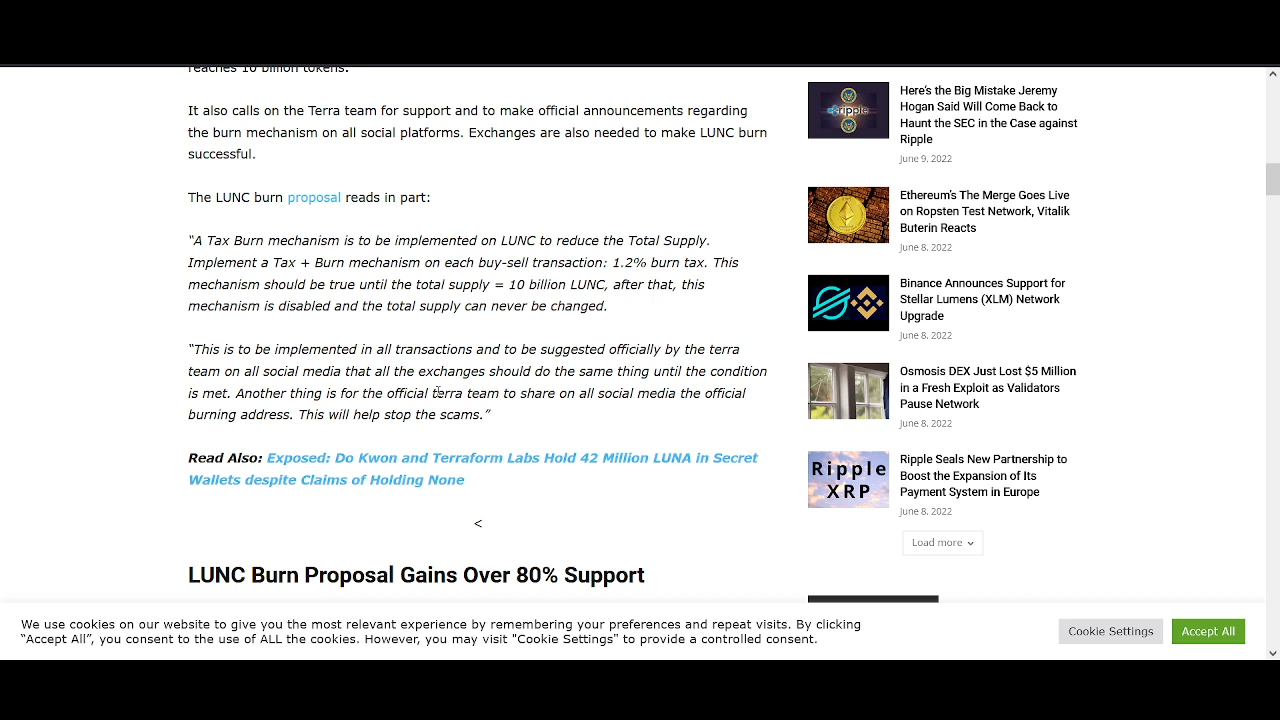 reaches 10 billion tokens.
It also calls on the Terra team for support and to make official announcements regarding
the burn mechanism on all social platforms. Exchanges are also needed to make LUNC burn
successful.
The LUNC burn proposal reads in part:
“A Tax Burn mechanism is to be implemented on LUNC to reduce the Total Supply.
Implement a Tax + Burn mechanism on each buy-sell transaction: 1.2% burn tax. This
mechanism should be true until the total supply = 10 billion LUNC, after that, this
mechanism is disabled and the total supply can never be changed.
“This is to be implemented in all transactions and to be suggested officially by the terra
team on all social media that all the exchanges should do the same thing until the condition
is met. Another thing is for the official terra team to share on all social media the official
burning address. This will help stop the scams.”
Read Also: Exposed: Do Kwon and Terraform Labs Hold 42 Million LUNA in Secret
Wallets despite Claims of Holding None
<
LUNC Burn Proposal Gains Over 80% Support
ripple
Here’s the Big Mistake Jeremy
Hogan Said Will Come Back to
Haunt the SEC in the Case against
Ripple
June 9, 2022
Ethereum’s The Merge Goes Live
on Ropsten Test Network, Vitalik
Buterin Reacts
June 8, 2022
Binance Announces Support for
Stellar Lumens (XLM) Network
Upgrade
June 8, 2022
Osmosis DEX Just Lost $5 Million
in a Fresh Exploit as Validators
Pause Network
June 8, 2022
Ripple
XRP
Ripple Seals New Partnership to
Boost the Expansion of Its
Payment System in Europe
June 8, 2022
Load more
We use cookies on our website to give you the most relevant experience by remembering your preferences and repeat visits. By clicking
“Accept All”, you consent to the use of ALL the cookies. However, you may visit "Cookie Settings" to provide a controlled consent.
Cookie Settings
Accept All